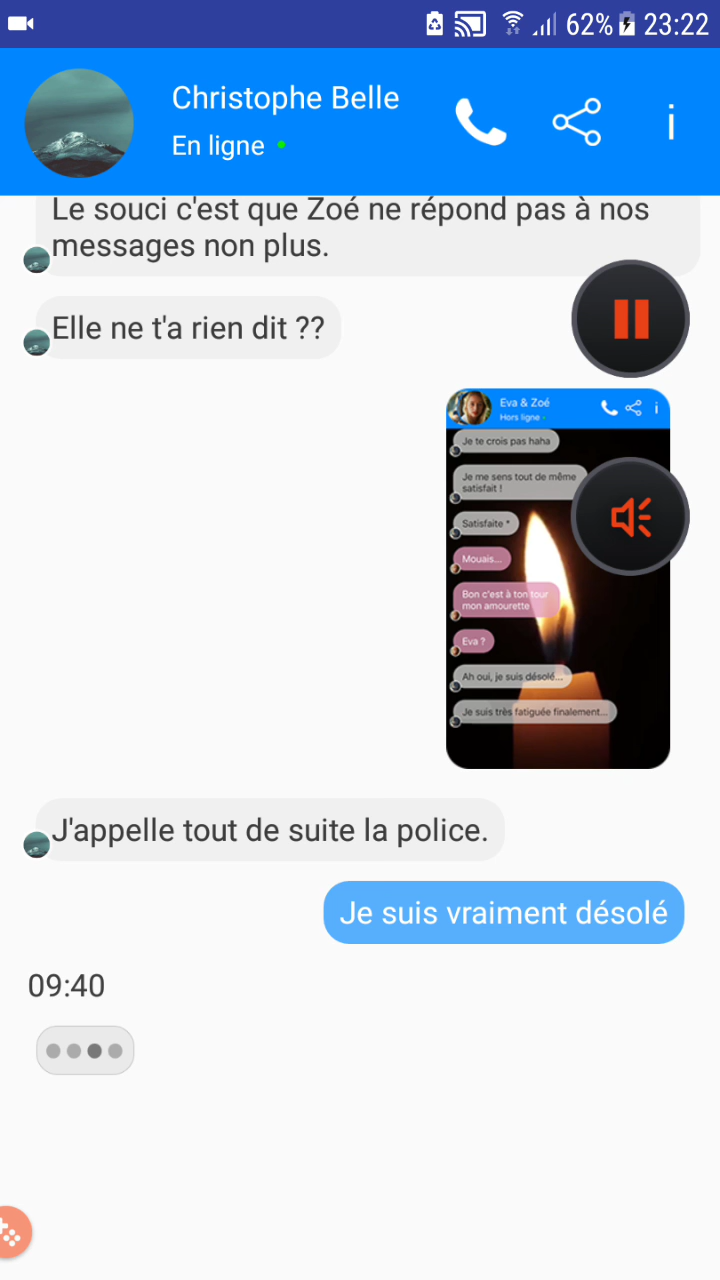 62% 23:22
Christophe Belle
En ligne
i
Le souci c'est que Zoé ne répond pas à nos
messages non plus.
Elle ne t'a rien dit ??
Eva & Zoé
Hors ligne
i
Je te crois pas haha
Je me sens tout de même
satisfait !
Satisfaite *
Mouais...
Bon c'est à ton tour
mon amourette
Eva ?
Ah oui, je suis désolé...
Je suis très fatiguée finalement...
J'appelle tout de suite la police.
Je suis vraiment désolé
09:40